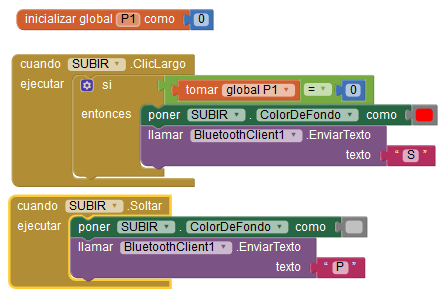 inicializar global P1 como 0
cuando SUBIR .ClicLargo
ejecutar si tomar global P1 = 0
entonces poner SUBIR . ColorDeFondo como
llamar BluetoothClient1 .EnviarTexto
texto “ S ”
cuando SUBIR .Soltar
ejecutar poner SUBIR . ColorDeFondo como
llamar BluetoothClient1 .EnviarTexto
texto “ P ”